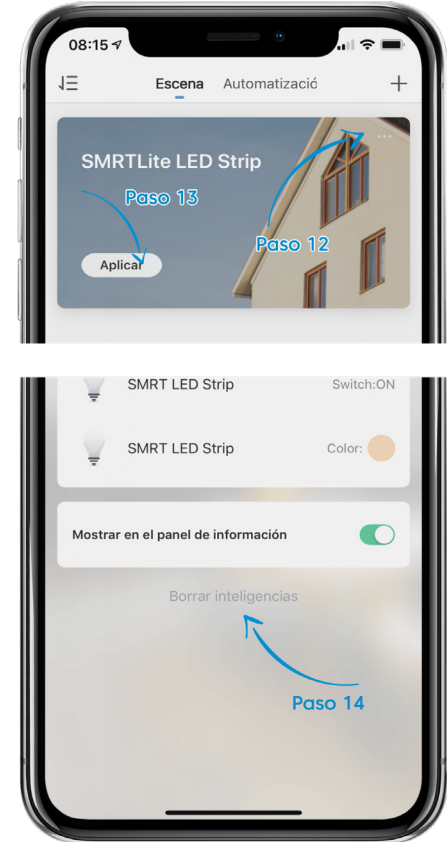 08:15
Escena Automatizació
SMRTLite LED Strip
Paso 13
Paso 12
Aplicar
SMRT LED Strip Switch:ON
SMRT LED Strip Color:
Mostrar en el panel de información
Borrar inteligencias
Paso 14